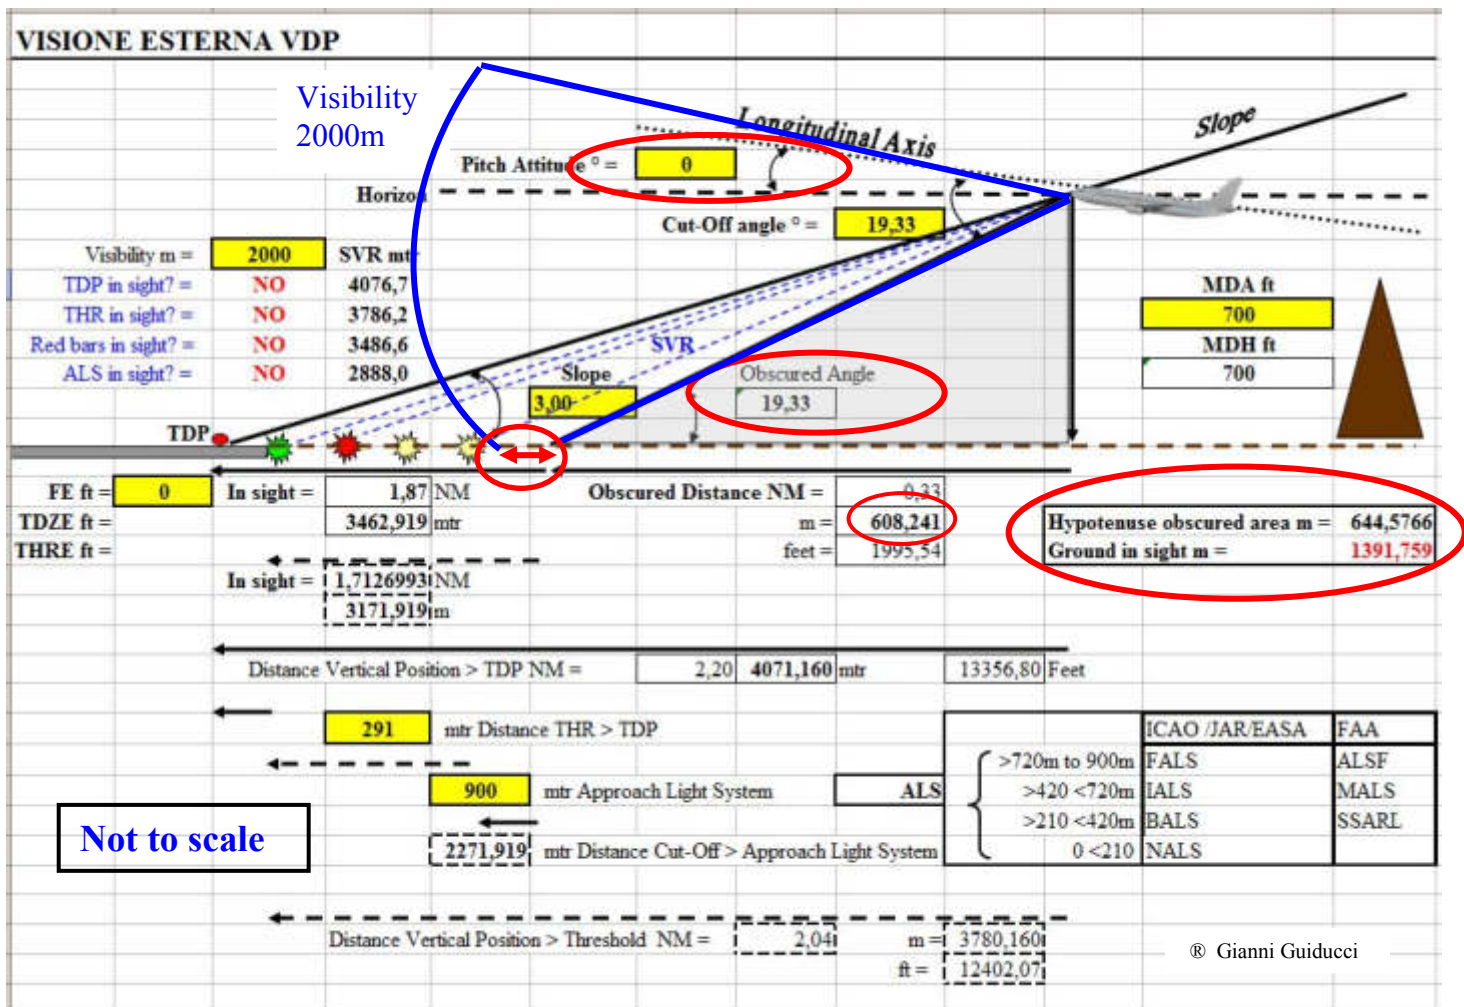 VISIONE ESTERNA VDP
Visibility
2000m
Longitudinal Axis
Slope
Pitch Attitude ° = 0
Horizon
Cut-Off angle ° = 19,33
Visibility m = 2000 SVR mtr
TDP in sight? = NO 4076,7
THR in sight? = NO 3786,2
Red bars in sight? = NO 3486,6
ALS in sight? = NO 2888,0
MDA ft
700
MDH ft
700
SVR
Slope
3,00
Obscured Angle
19,33
TDP
FE ft = 0 In sight = 1,87 NM Obscured Distance NM = 0,33
TDZE ft = 3462,919 mtr m = 608,241 Hypotenuse obscured area m = 644,5766
THRE ft = feet = 1995,54 Ground in sight m = 1391,759
In sight = 1,7126993 NM
3171,919 m
Distance Vertical Position > TDP NM = 2,20 4071,160 mtr 13356,80 Feet
291 mtr Distance THR > TDP ICAO /JAR/EASA FAA
>720m to 900m FALS ALSF
900 mtr Approach Light System ALS >420 <720m IALS MALS
>210 <420m BALS SSARL
Not to scale
2271,919 mtr Distance Cut-Off > Approach Light System 0 <210 NALS
Distance Vertical Position > Threshold NM = 2,04 m = 3780,160
ft = 12402,07
® Gianni Guiducci